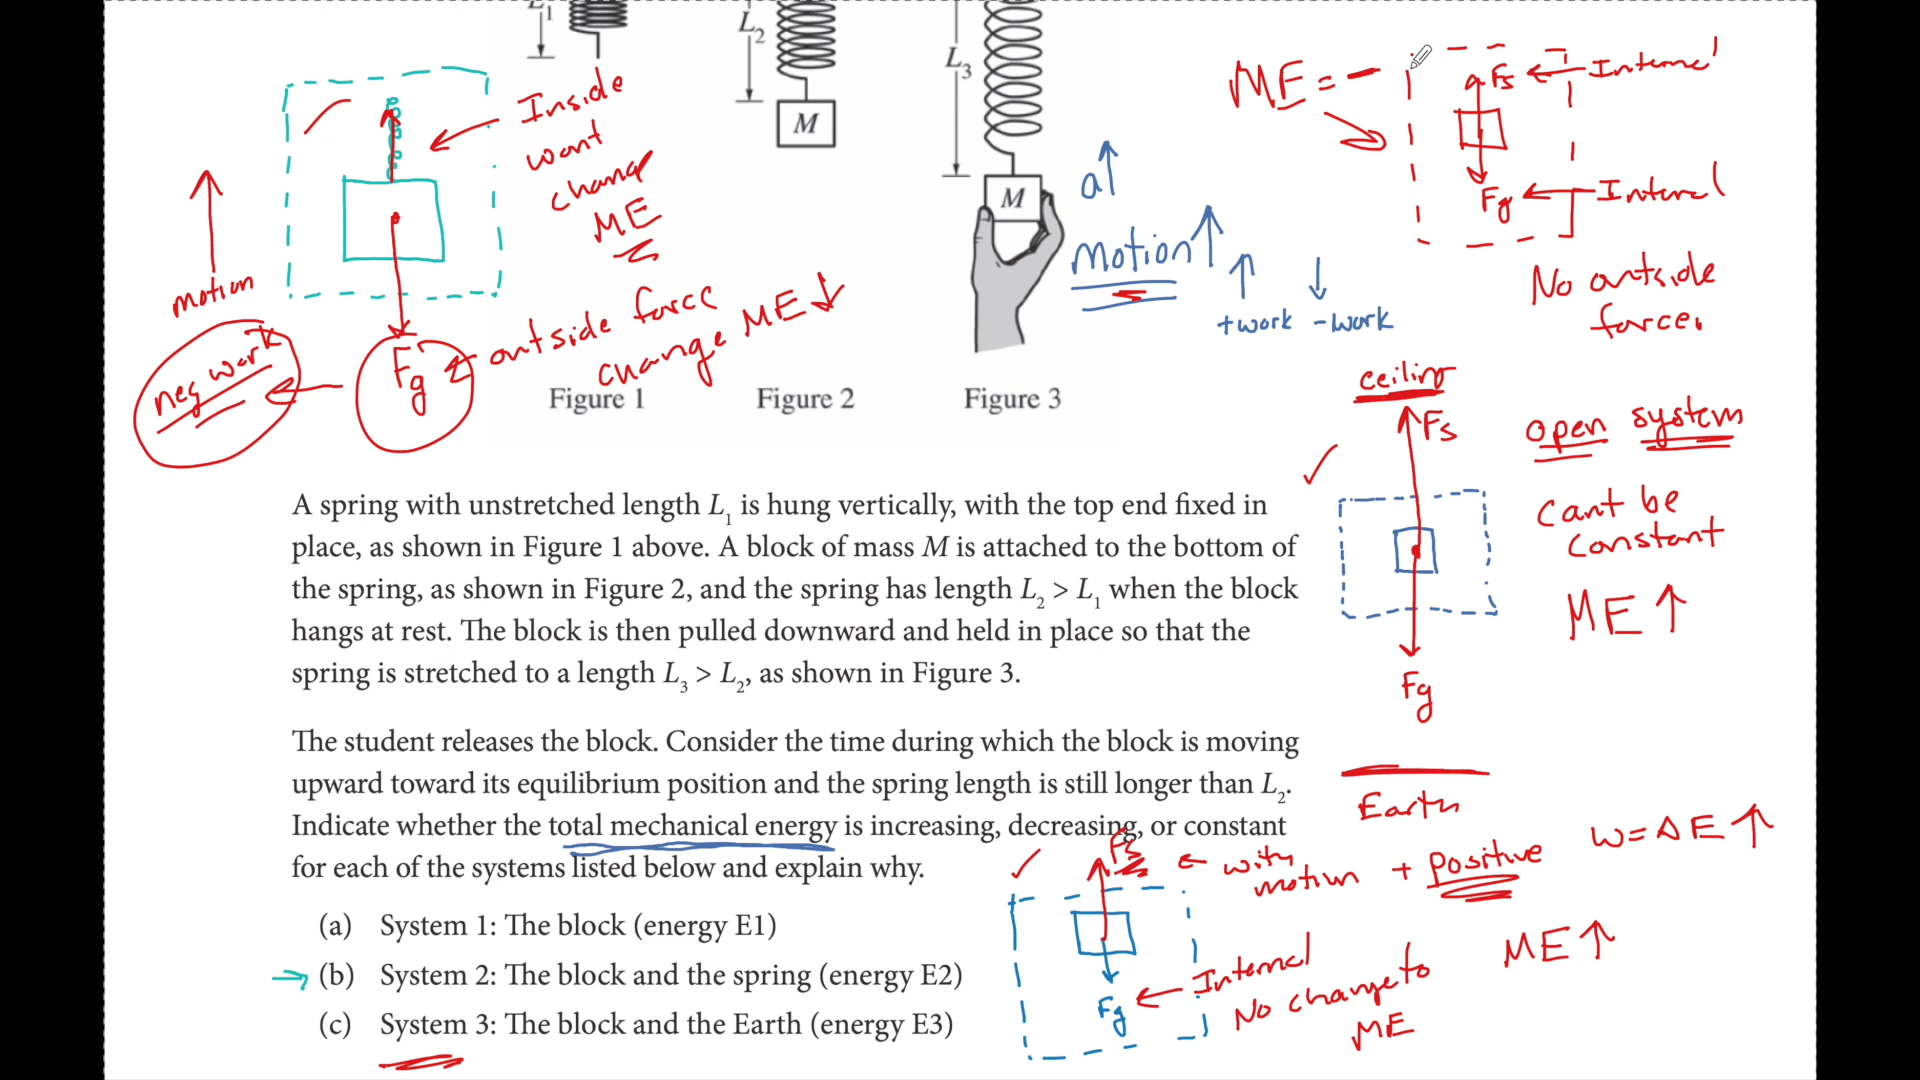 L1
L2
L3
M
M
Figure 1
Figure 2
Figure 3
Inside
wont
chang
ME
motion
neg work
Fg
outside force
change ME ↓
a↑
Motion ↑
↑ ↓
+work -work
ME = -
Fs ← Internal
Fg ← Interal
No outside
force.
ceiling
Fs
Fg
Earth
open system
Cant be
constant
ME ↑
A spring with unstretched length L1 is hung vertically, with the top end fixed in
place, as shown in Figure 1 above. A block of mass M is attached to the bottom of
the spring, as shown in Figure 2, and the spring has length L2 > L1 when the block
hangs at rest. The block is then pulled downward and held in place so that the
spring is stretched to a length L3 > L2, as shown in Figure 3.
The student releases the block. Consider the time during which the block is moving
upward toward its equilibrium position and the spring length is still longer than L2.
Indicate whether the total mechanical energy is increasing, decreasing, or constant
for each of the systems listed below and explain why.
(a) System 1: The block (energy E1)
→ (b) System 2: The block and the spring (energy E2)
(c) System 3: The block and the Earth (energy E3)
Fs ← with
motion + positive
W = ΔE ↑
ME ↑
Fg ← Internal
No change to
ME